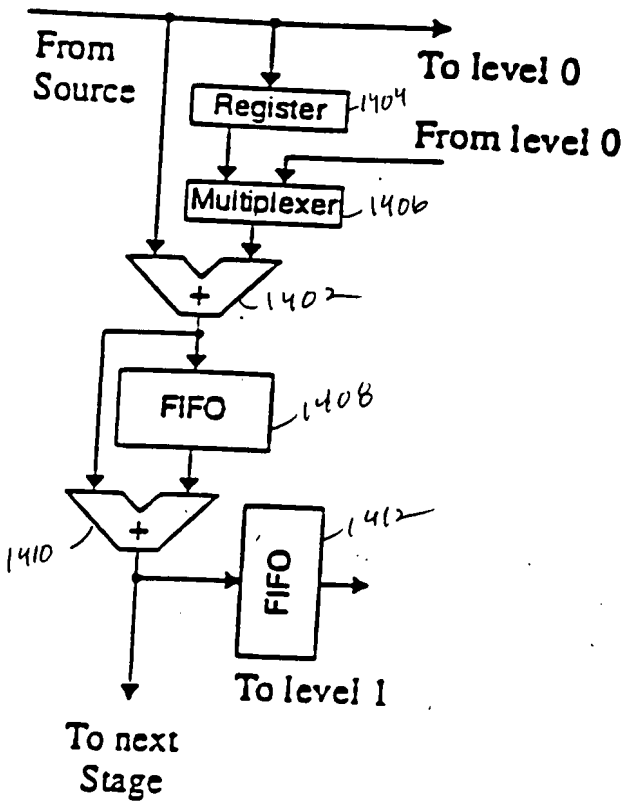 From
Source
To level 0
Register
1404
From level 0
Multiplexer
1406
+
1402
FIFO
1408
+
1410
FIFO
1412
To level 1
To next
Stage